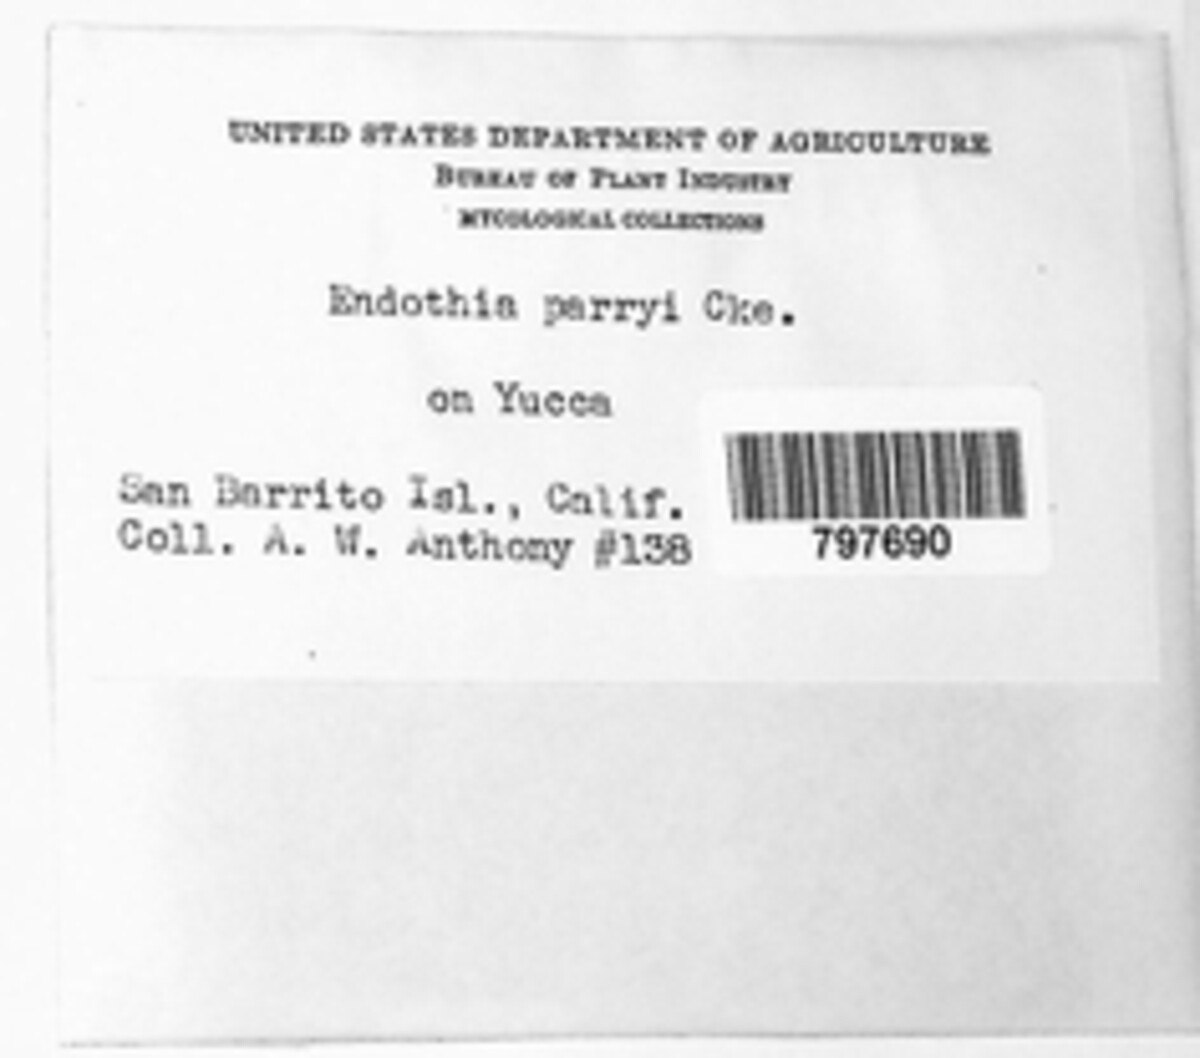 UNITED STATES DEPARTMENT OF AGRICULTURE
BUREAU OF PLANT INDUSTRY
MYCOLOGICAL COLLECTIONS
Endothia parryi Cke.
on Yucca
San Barrito Isl., Calif.
Coll. A. W. Anthony #138
797690